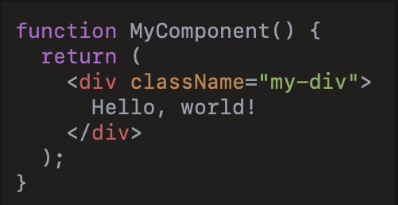 function MyComponent() {
  return (
    <div className="my-div">
      Hello, world!
    </div>
  );
}